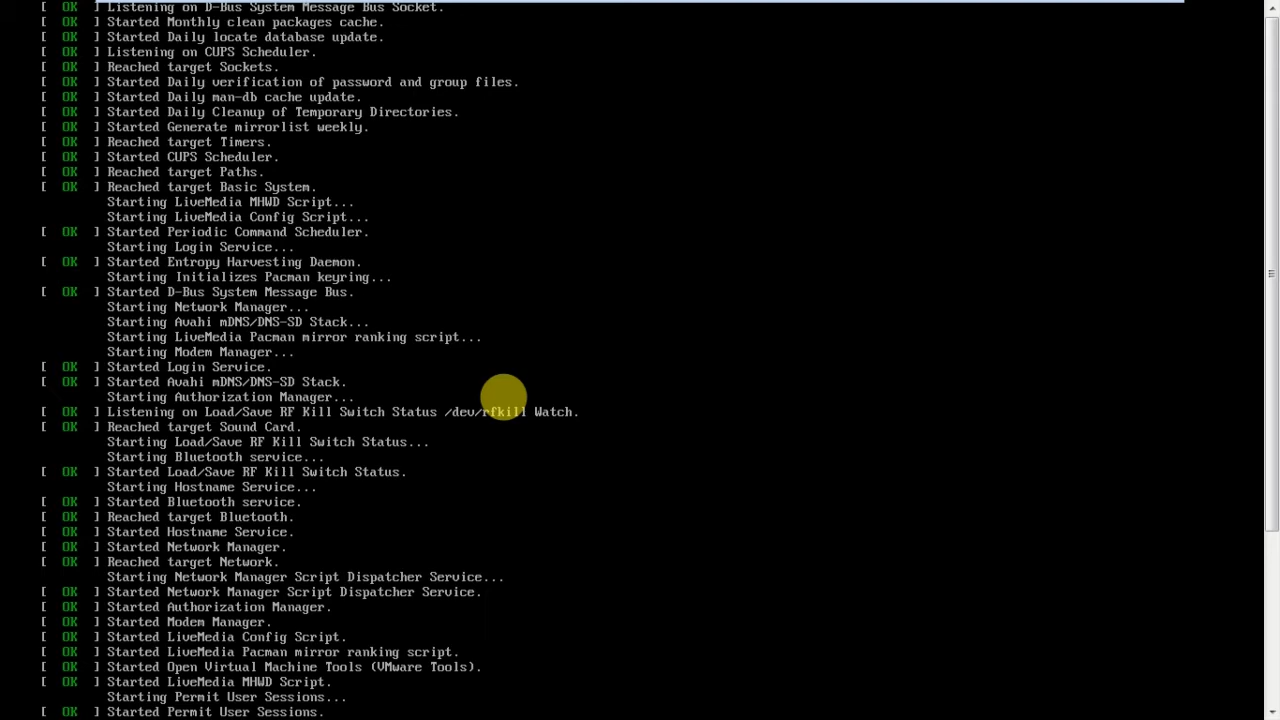 [  OK  ] Listening on D-Bus System Message Bus Socket.
[  OK  ] Started Monthly clean packages cache.
[  OK  ] Started Daily locate database update.
[  OK  ] Listening on CUPS Scheduler.
[  OK  ] Reached target Sockets.
[  OK  ] Started Daily verification of password and group files.
[  OK  ] Started Daily man-db cache update.
[  OK  ] Started Daily Cleanup of Temporary Directories.
[  OK  ] Started Generate mirrorlist weekly.
[  OK  ] Reached target Timers.
[  OK  ] Started CUPS Scheduler.
[  OK  ] Reached target Paths.
[  OK  ] Reached target Basic System.
Starting LiveMedia MHWD Script...
Starting LiveMedia Config Script...
[  OK  ] Started Periodic Command Scheduler.
Starting Login Service...
[  OK  ] Started Entropy Harvesting Daemon.
Starting Initializes Pacman keyring...
[  OK  ] Started D-Bus System Message Bus.
Starting Network Manager...
Starting Avahi mDNS/DNS-SD Stack...
Starting LiveMedia Pacman mirror ranking script...
Starting Modem Manager...
[  OK  ] Started Login Service.
[  OK  ] Started Avahi mDNS/DNS-SD Stack.
Starting Authorization Manager...
[  OK  ] Listening on Load/Save RF Kill Switch Status /dev/rfkill Watch.
[  OK  ] Reached target Sound Card.
Starting Load/Save RF Kill Switch Status...
Starting Bluetooth service...
[  OK  ] Started Load/Save RF Kill Switch Status.
Starting Hostname Service...
[  OK  ] Started Bluetooth service.
[  OK  ] Reached target Bluetooth.
[  OK  ] Started Hostname Service.
[  OK  ] Started Network Manager.
[  OK  ] Reached target Network.
Starting Network Manager Script Dispatcher Service...
[  OK  ] Started Network Manager Script Dispatcher Service.
[  OK  ] Started Authorization Manager.
[  OK  ] Started Modem Manager.
[  OK  ] Started LiveMedia Config Script.
[  OK  ] Started LiveMedia Pacman mirror ranking script.
[  OK  ] Started Open Virtual Machine Tools (VMware Tools).
[  OK  ] Started LiveMedia MHWD Script.
Starting Permit User Sessions...
[  OK  ] Started Permit User Sessions.